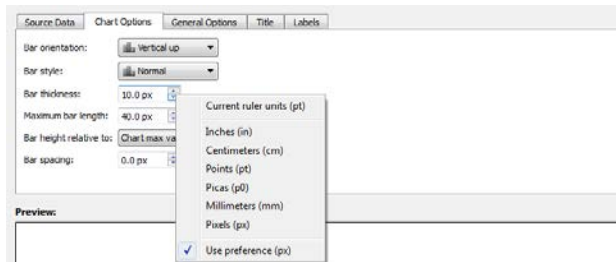 Source Data Chart Options General Options Title Labels
Bar orientation: Vertical up
Bar style: Normal
Bar thickness: 10.0 px
Current ruler units (pt)
Maximum bar length: 40.0 px
Inches (in)
Bar height relative to: Chart max va
Centimeters (cm)
Bar spacing: 0.0 px
Points (pt)
Picas (p0)
Millimeters (mm)
Preview:
Pixels (px)
Use preference (px)